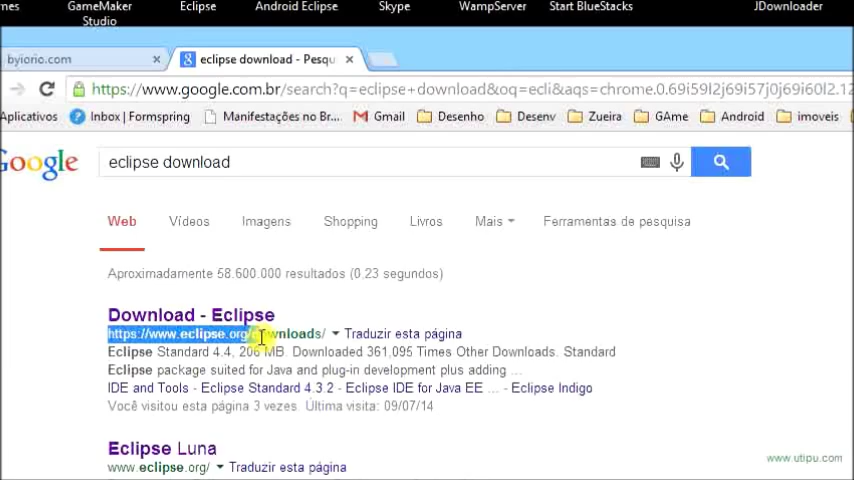 mes GameMaker Studio Eclipse Android Eclipse Skype WampServer Start BlueStacks JDownloader
byiorio.com × eclipse download - Pesqu ×
https://www.google.com.br/search?q=eclipse+download&oq=ecli&aqs=chrome.0.69i59l2j69i57j0j69i60l2.12
Aplicativos Inbox | Formspring Manifestações no Br... Gmail Desenho Desenv Zueira GAme Android imoveis
Google eclipse download
Web Vídeos Imagens Shopping Livros Mais Ferramentas de pesquisa
Aproximadamente 58.600.000 resultados (0,23 segundos)
Download - Eclipse
https://www.eclipse.org/downloads/ Traduzir esta página
Eclipse Standard 4.4, 206 MB. Downloaded 361,095 Times Other Downloads. Standard
Eclipse package suited for Java and plug-in development plus adding ...
IDE and Tools - Eclipse Standard 4.3.2 - Eclipse IDE for Java EE ... - Eclipse Indigo
Você visitou esta página 3 vezes. Última visita: 09/07/14
Eclipse Luna
www.eclipse.org/ Traduzir esta página
www.utipu.com